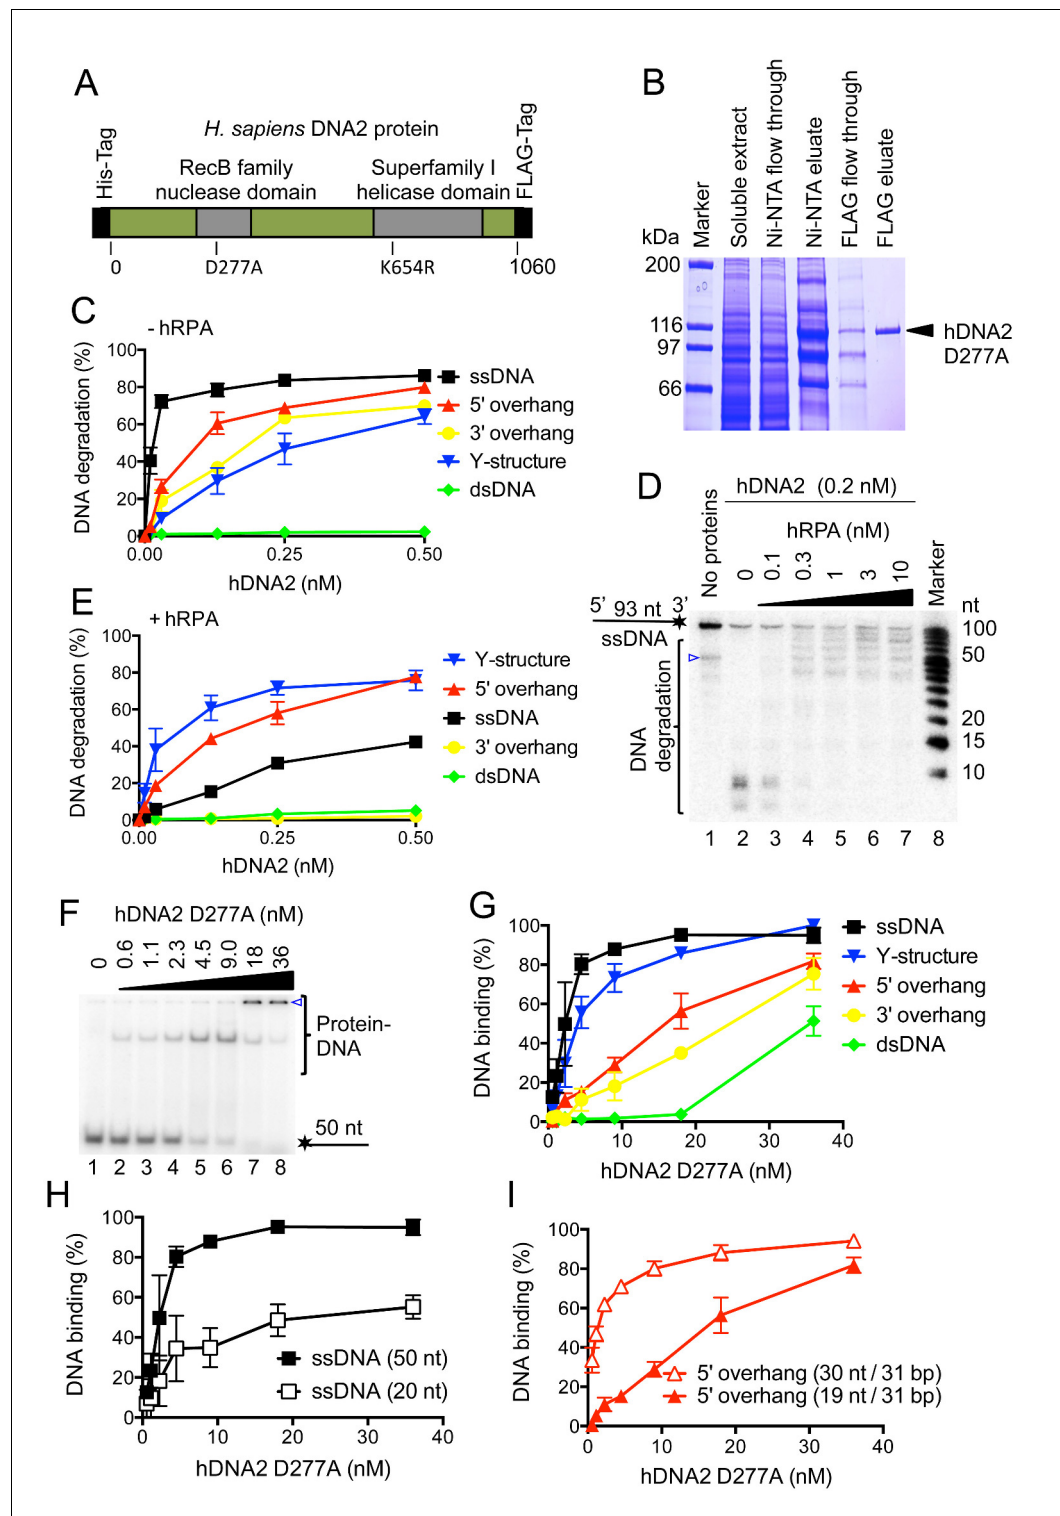 A
H. sapiens DNA2 protein
His-Tag
RecB family
nuclease domain
Superfamily I
helicase domain
FLAG-Tag
0
D277A
K654R
1060
B
kDa
Marker
Soluble extract
Ni-NTA flow through
Ni-NTA eluate
FLAG flow through
FLAG eluate
200
116
97
66
hDNA2
D277A
C
- hRPA
DNA degradation (%)
100
80
60
40
20
0
0.00
0.25
0.50
hDNA2 (nM)
ssDNA
5' overhang
3' overhang
Y-structure
dsDNA
D
hDNA2 (0.2 nM)
hRPA (nM)
No proteins
0
0.1
0.3
1
3
10
Marker
5’ 93 nt 3’
ssDNA
DNA
degradation
nt
100
50
20
15
10
1 2 3 4 5 6 7 8
E
+ hRPA
DNA degradation (%)
100
80
60
40
20
0
0.00
0.25
0.50
hDNA2 (nM)
Y-structure
5' overhang
ssDNA
3' overhang
dsDNA
F
hDNA2 D277A (nM)
0
0.6
1.1
2.3
4.5
9.0
18
36
Protein-
DNA
50 nt
1 2 3 4 5 6 7 8
G
DNA binding (%)
100
80
60
40
20
0
0
10
20
30
40
hDNA2 D277A (nM)
ssDNA
Y-structure
5' overhang
3' overhang
dsDNA
H
DNA binding (%)
100
80
60
40
20
0
0
10
20
30
40
hDNA2 D277A (nM)
ssDNA (50 nt)
ssDNA (20 nt)
I
DNA binding (%)
100
80
60
40
20
0
0
10
20
30
40
hDNA2 D277A (nM)
5' overhang (30 nt / 31 bp)
5' overhang (19 nt / 31 bp)